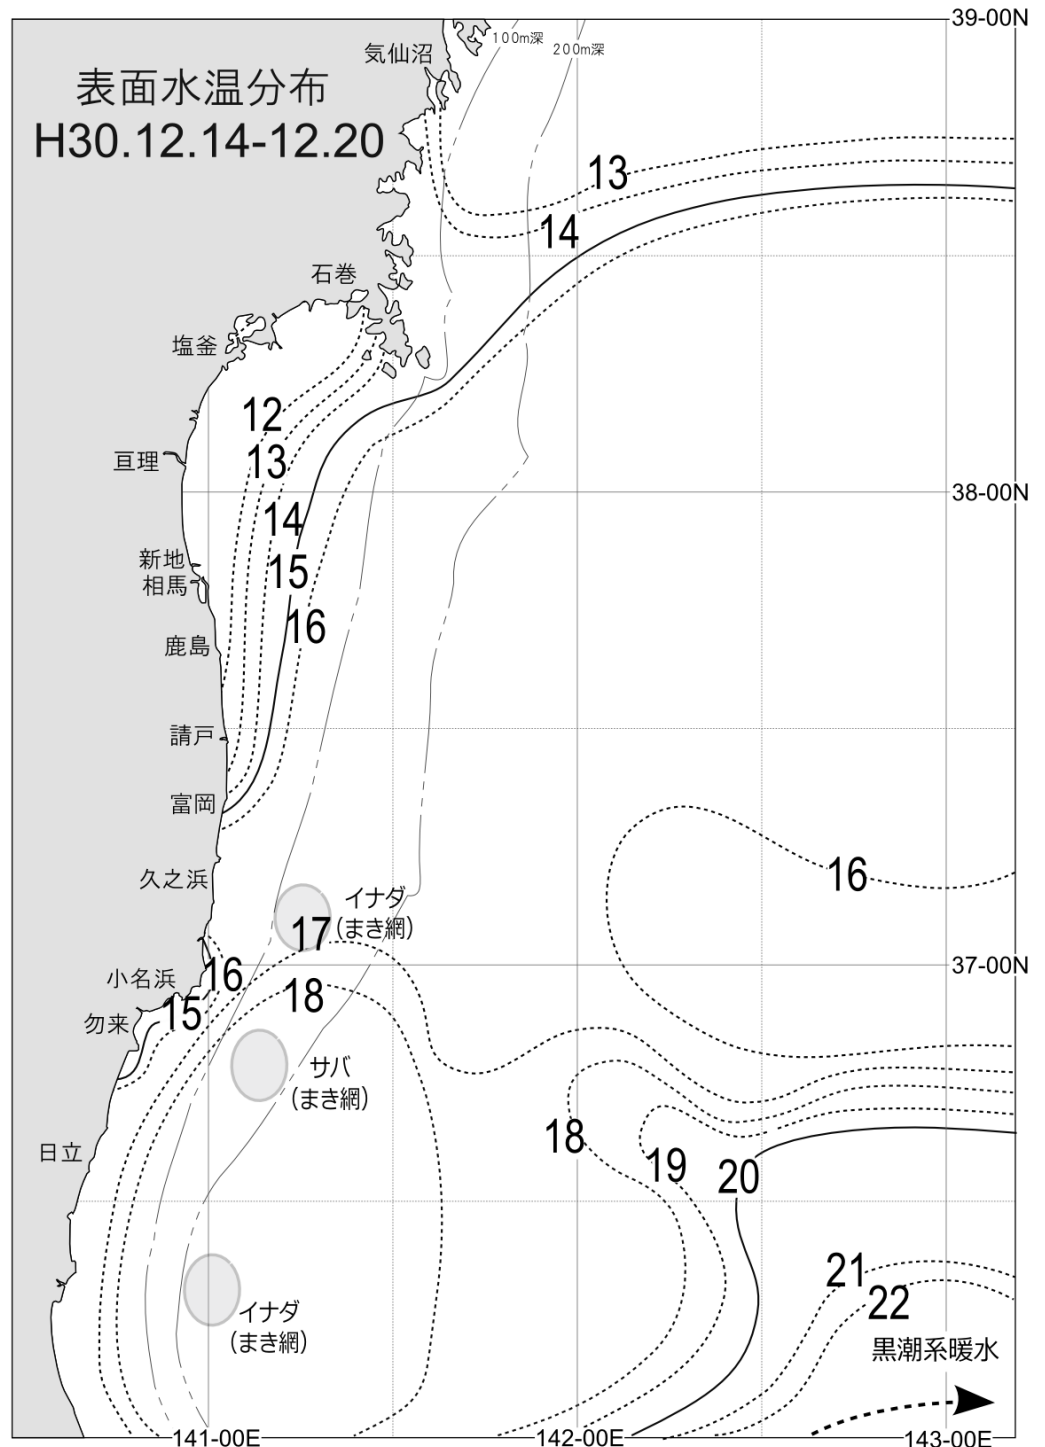 39-00N
100m深
200m深
気仙沼
表面水温分布
H30.12.14-12.20
13
14
石巻
塩釜
12
13
亘理
38-00N
14
新地
15
相馬
16
鹿島
請戸
富岡
16
久之浜
イナダ
(まき網)
17
37-00N
小名浜
16
18
15
勿来
サバ
(まき網)
18
日立
19
20
21
22
イナダ
(まき網)
黒潮系暖水
141-00E
142-00E
143-00E